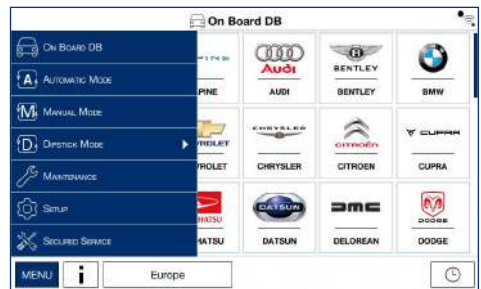 On Board DB
On Board DB
PINE
Audi
AUDI
BENTLEY
BENTLEY
BMW
A Automatic Mode
M Manual Mode
D Dipstick Mode
ROLET
ROLET
CHRYSLER
CHRYSLER
CITROËN
CITROEN
CUPRA
CUPRA
Maintenance
Setup
Secured Service
HATSU
HATSU
DATSUN
DATSUN
DMC
DELOREAN
DODGE
DODGE
MENU
i
Europe